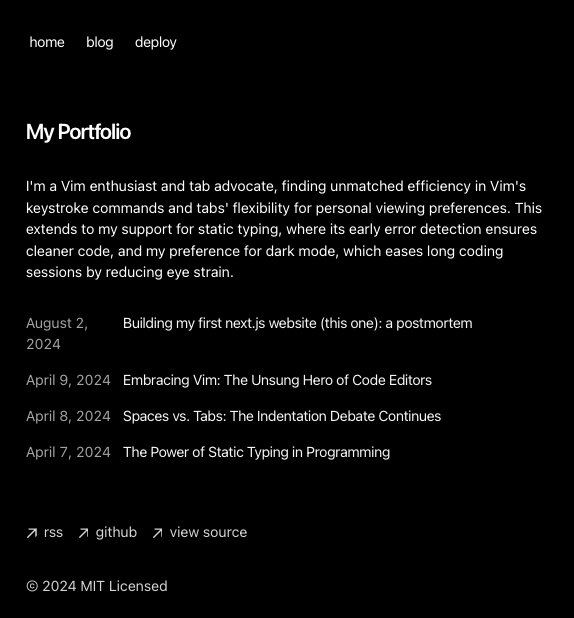 home blog deploy
My Portfolio
I'm a Vim enthusiast and tab advocate, finding unmatched efficiency in Vim's
keystroke commands and tabs' flexibility for personal viewing preferences. This
extends to my support for static typing, where its early error detection ensures
cleaner code, and my preference for dark mode, which eases long coding
sessions by reducing eye strain.
August 2, Building my first next.js website (this one): a postmortem
2024
April 9, 2024 Embracing Vim: The Unsung Hero of Code Editors
April 8, 2024 Spaces vs. Tabs: The Indentation Debate Continues
April 7, 2024 The Power of Static Typing in Programming
rss github view source
© 2024 MIT Licensed